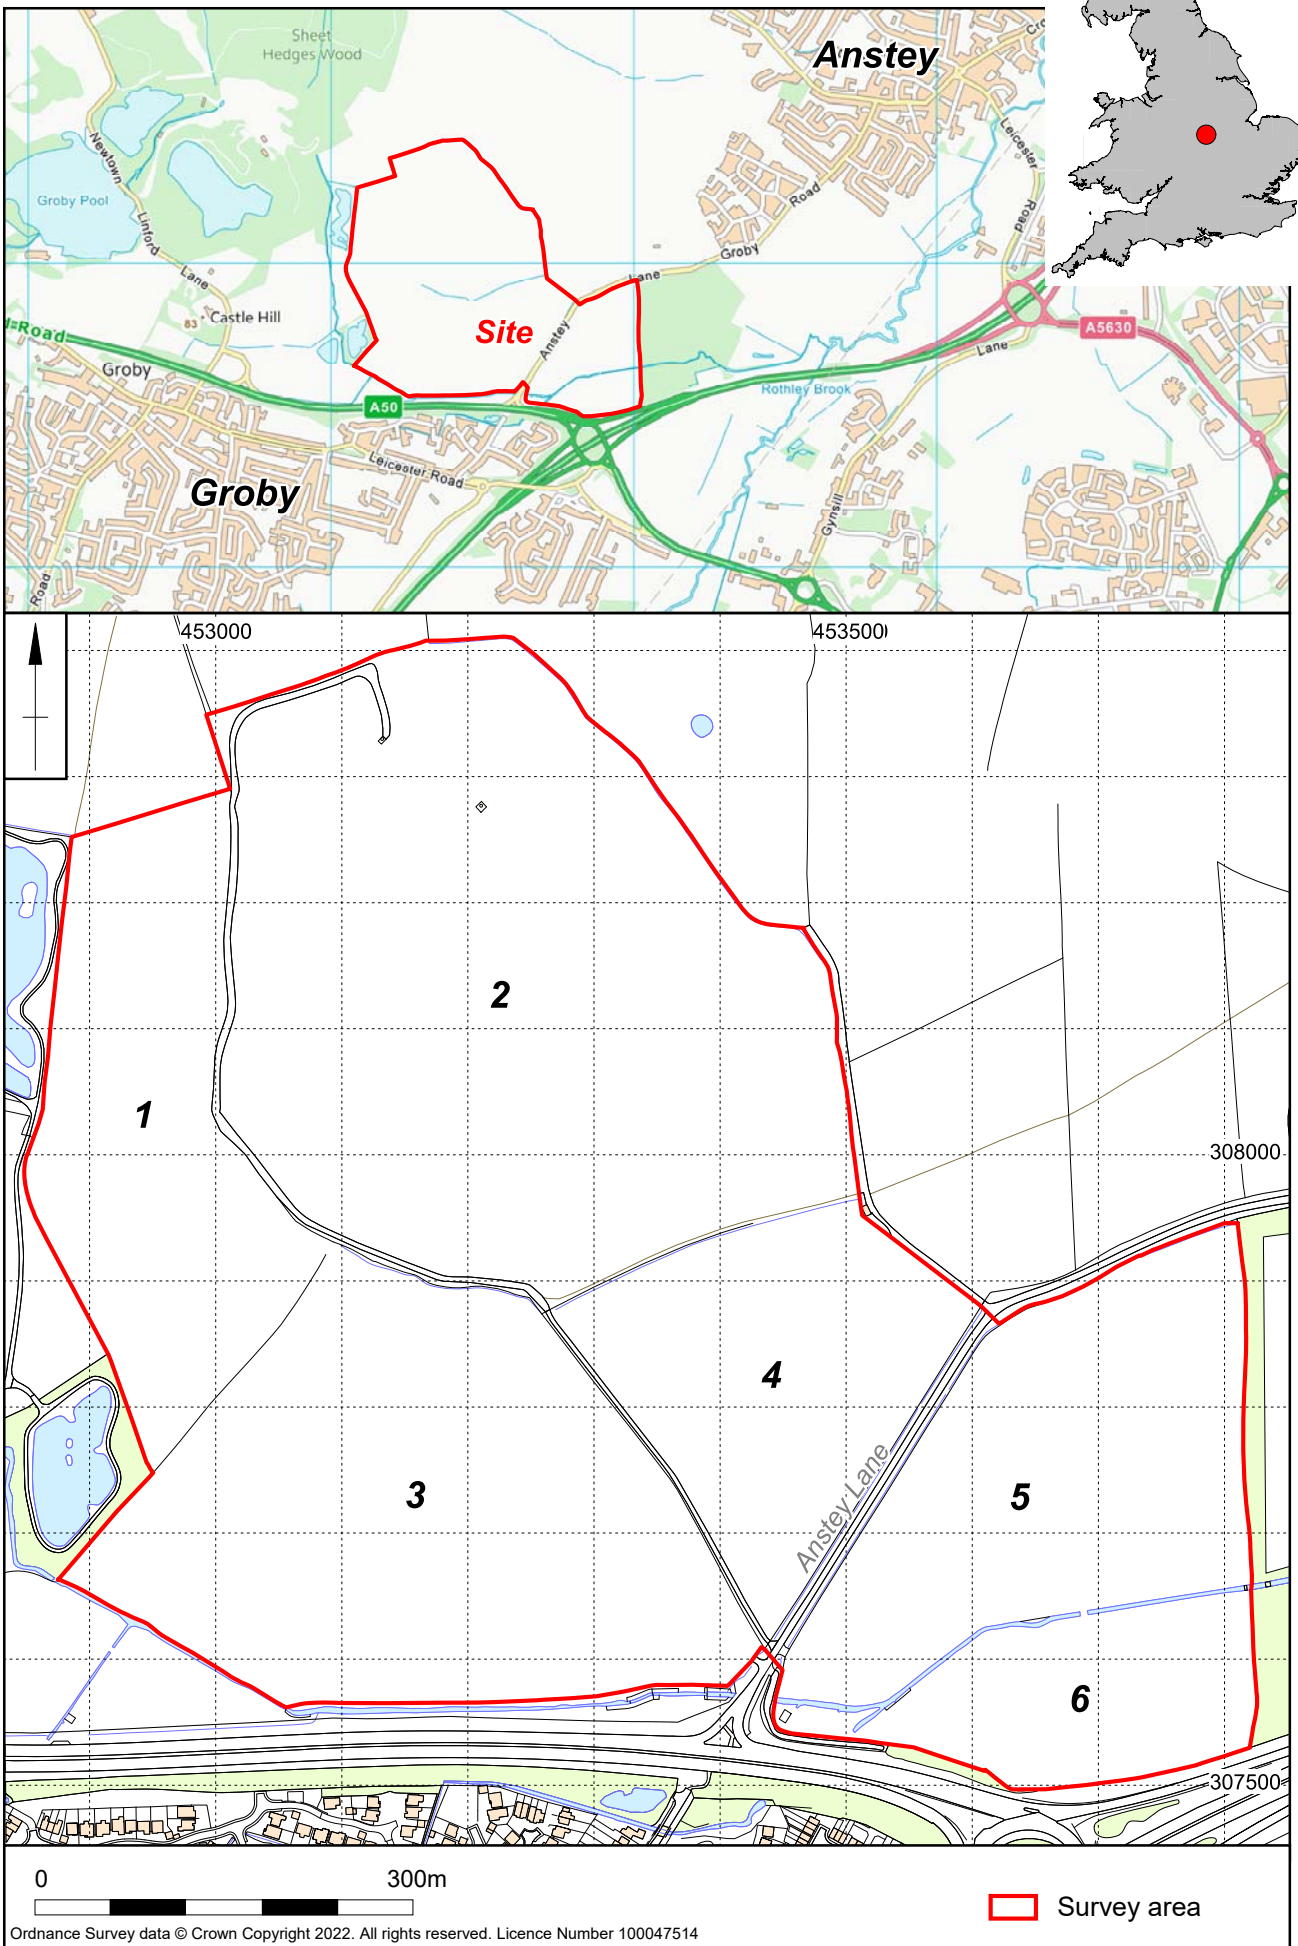 Sheet
Hedges Wood
Anstey
Cro
Newtown
Linford
Lane
Groby Pool
Leicester
Road
Road
Groby
Lane
Castle Hill
83
d Road
Groby
Site
Anstey
A5630
Lane
Rothley Brook
A50
Leicester Road
Groby
Gynsill
Road
453000
453500
2
1
308000
4
3
Anstey Lane
5
6
307500
0 300m
Survey area
Ordnance Survey data © Crown Copyright 2022. All rights reserved. Licence Number 100047514